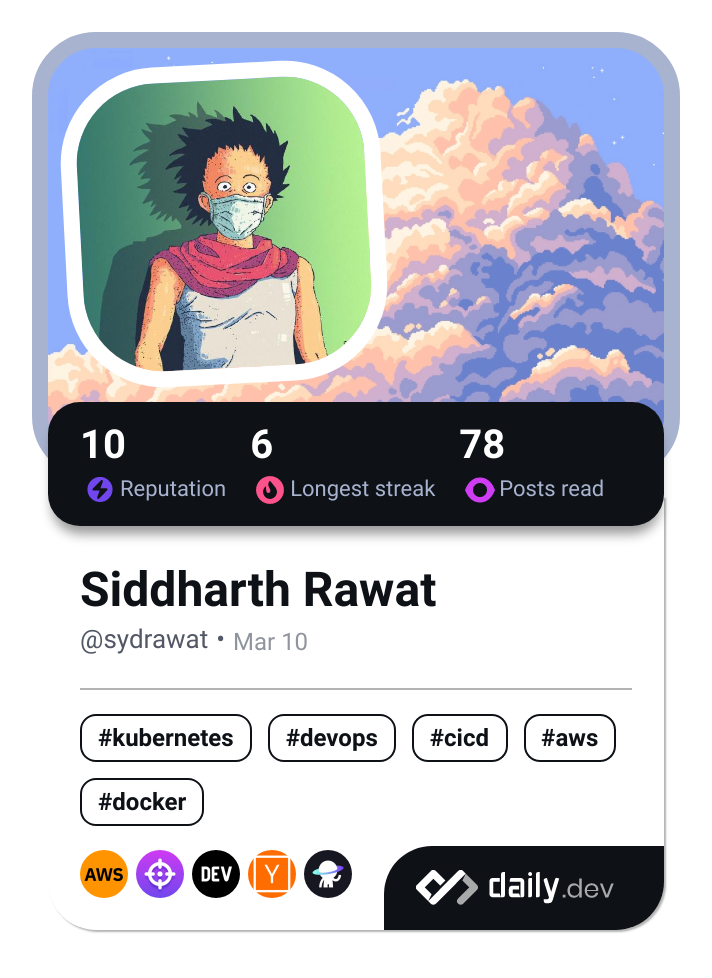 10 6 78
Reputation Longest streak Posts read
Siddharth Rawat
@sydrawat • Mar 10
#kubernetes #devops #cicd #aws
#docker
AWS DEV Y
daily.dev